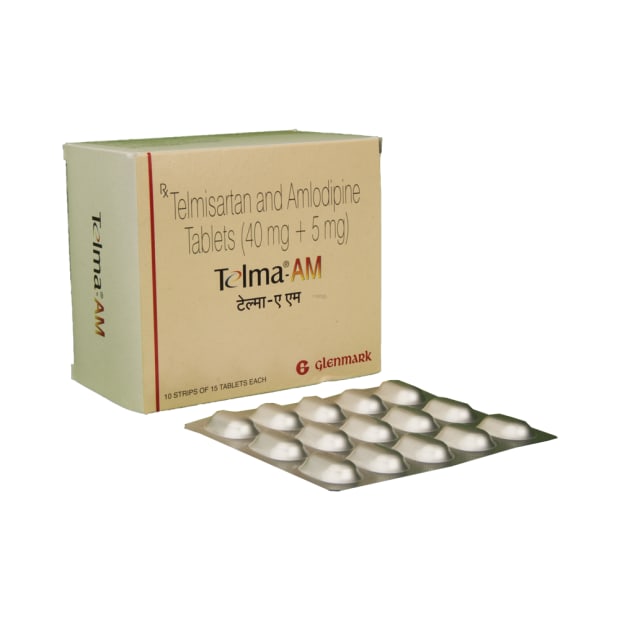 Rx Telmisartan and Amlodipine
Tablets (40 mg + 5 mg)
Telma®-AM
टेल्मा-ए एम
G Glenmark
10 STRIPS OF 15 TABLETS EACH
Telma-AM